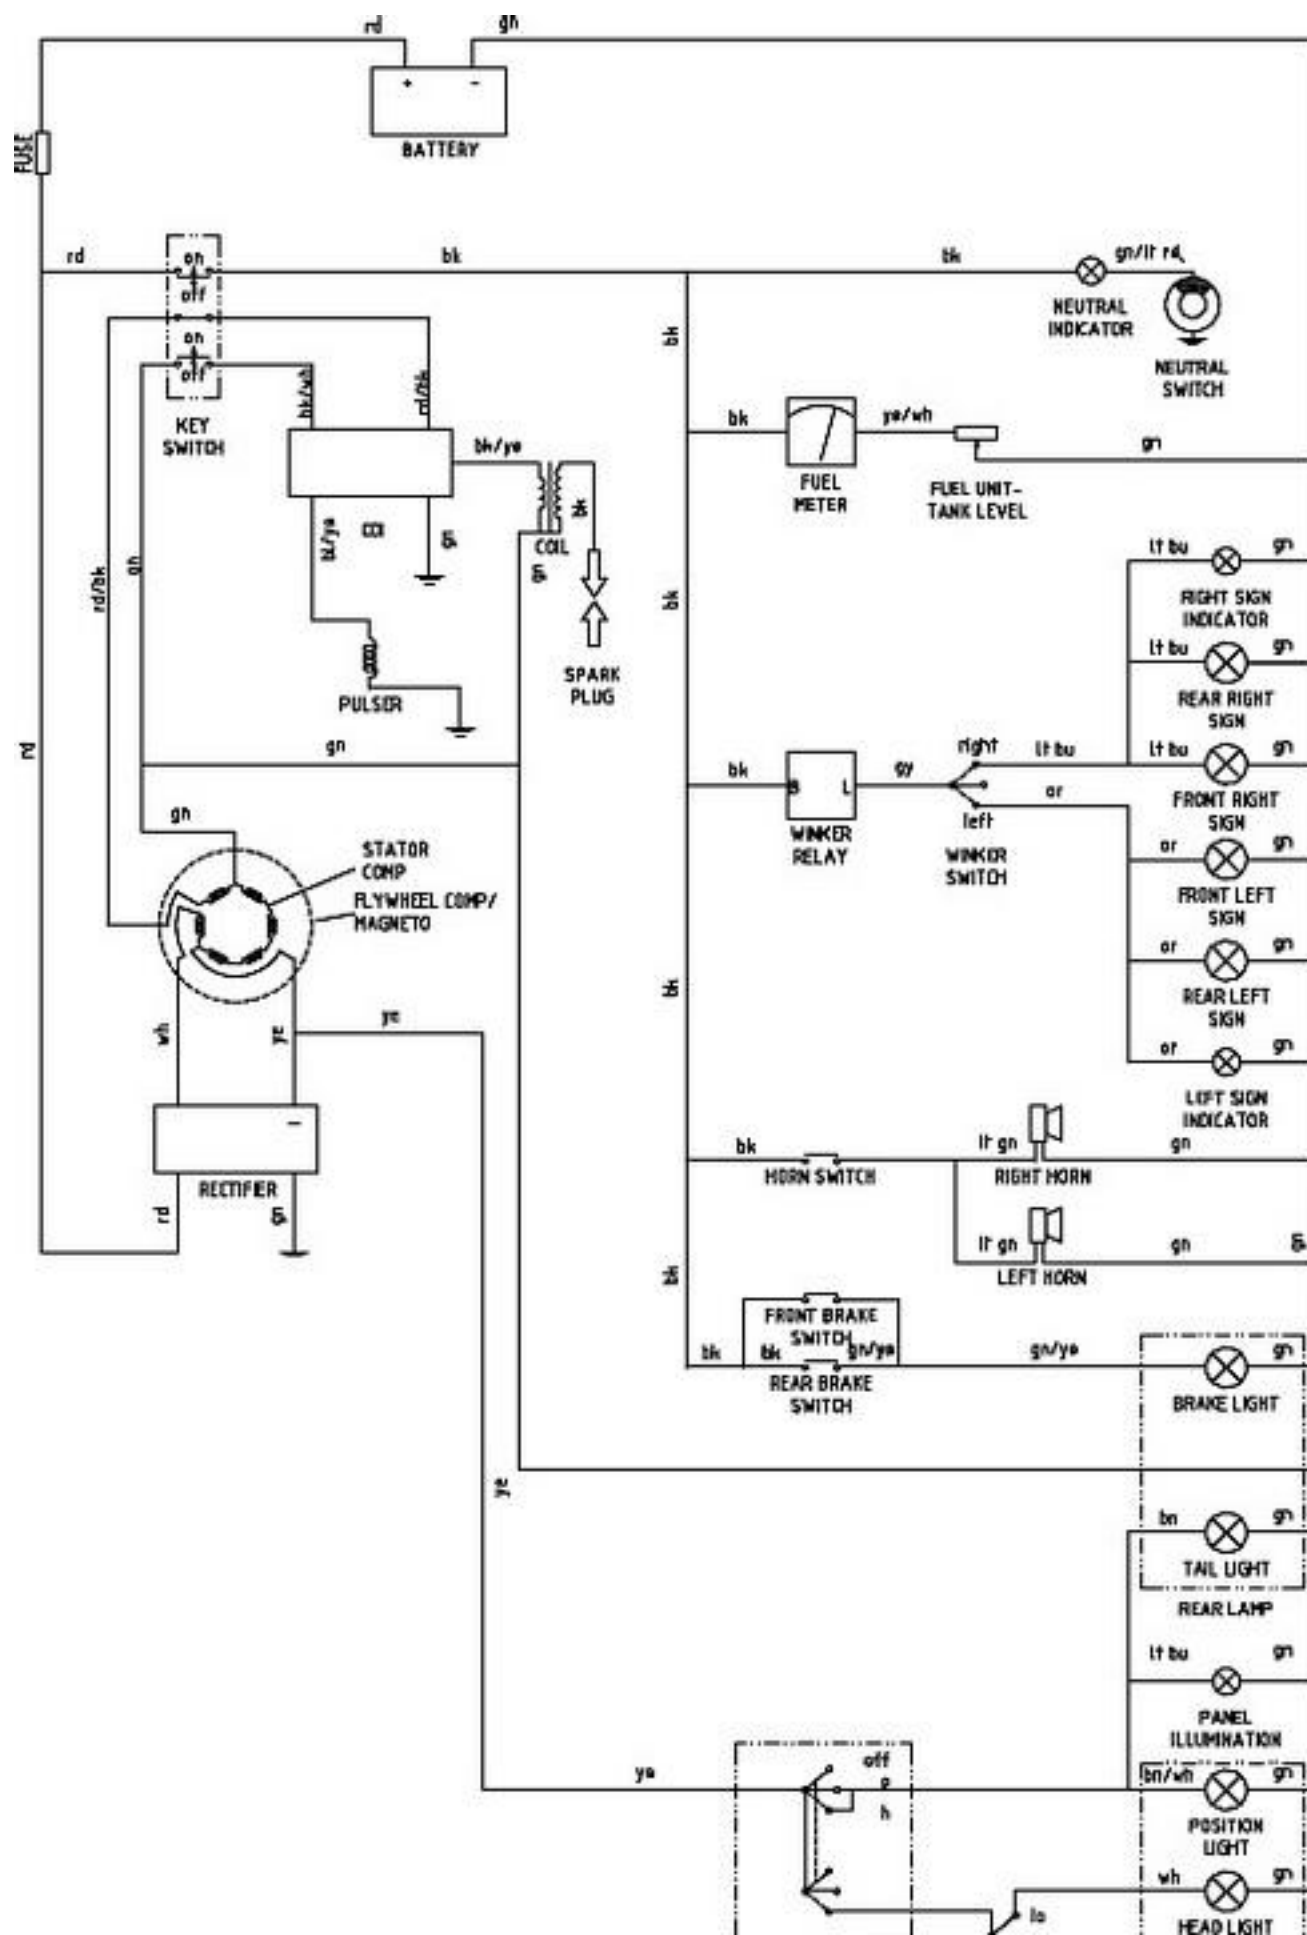 rd
gn
+ -
BATTERY
FUSE
rd
on
off
bk
bk
gn/lt rd
NEUTRAL
INDICATOR
NEUTRAL
SWITCH
on
off
KEY
SWITCH
bk/wh
rd/bk
bk
bk
ye/wh
gn
FUEL
METER
FUEL UNIT-
TANK LEVEL
bk/ye
bk
CDI
bl/ye
gn
COIL
gn
SPARK
PLUG
PULSER
rd/bk
gn
rd
gn
gn
bk
lt bu
gn
RIGHT SIGN
INDICATOR
lt bu
gn
REAR RIGHT
SIGN
bk
B L
gy
right
left
lt bu
or
lt bu
gn
WINKER
RELAY
WINKER
SWITCH
FRONT RIGHT
SIGN
or
gn
FRONT LEFT
SIGN
or
gn
REAR LEFT
SIGN
or
gn
LEFT SIGN
INDICATOR
STATOR
COMP
FLYWHEEL COMP/
MAGNETO
wh
ye
ye
-
RECTIFIER
rd
gn
bk
bk
HORN SWITCH
lt gn
gn
RIGHT HORN
lt gn
gn
gn
LEFT HORN
bk
FRONT BRAKE
SWITCH
bk
bk
gn/ye
gn/ye
gn
REAR BRAKE
SWITCH
BRAKE LIGHT
ye
bn
gn
TAIL LIGHT
REAR LAMP
lt bu
gn
PANEL
ILLUMINATION
ye
off
p
h
bn/wh
gn
POSITION
LIGHT
wh
gn
lo
HEAD LIGHT